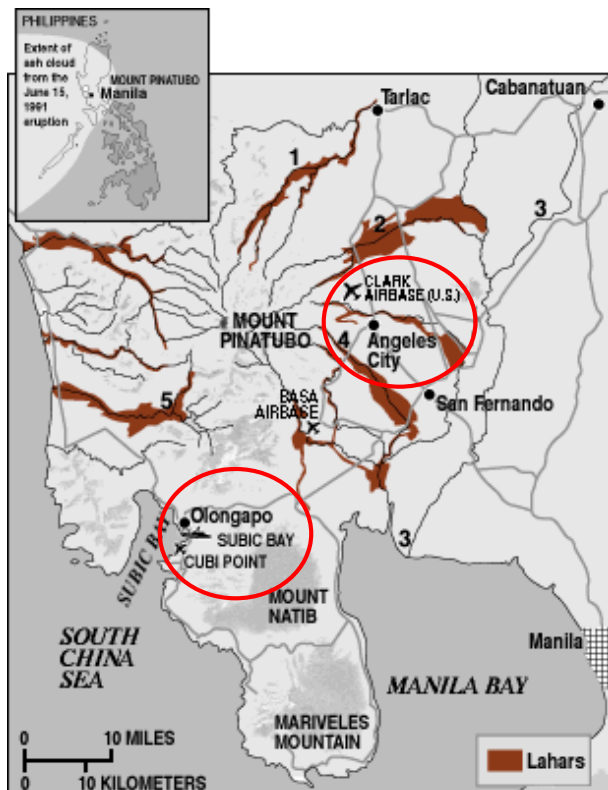 PHILIPPINES
Extent of
ash cloud
from the
June 15,
1991
eruption
MOUNT PINATUBO
Manila
Tarlac
Cabanatuan
1
2
3
CLARK
AIRBASE (U.S.)
MOUNT
PINATUBO
4
Angeles
City
5
BASA
AIRBASE
San Fernando
Olongapo
SUBIC BAY
SUBIC BAY
CUBI POINT
3
MOUNT
NATIB
SOUTH
CHINA
SEA
Manila
MANILA BAY
MARIVELES
MOUNTAIN
0 10 MILES
0 10 KILOMETERS
Lahars